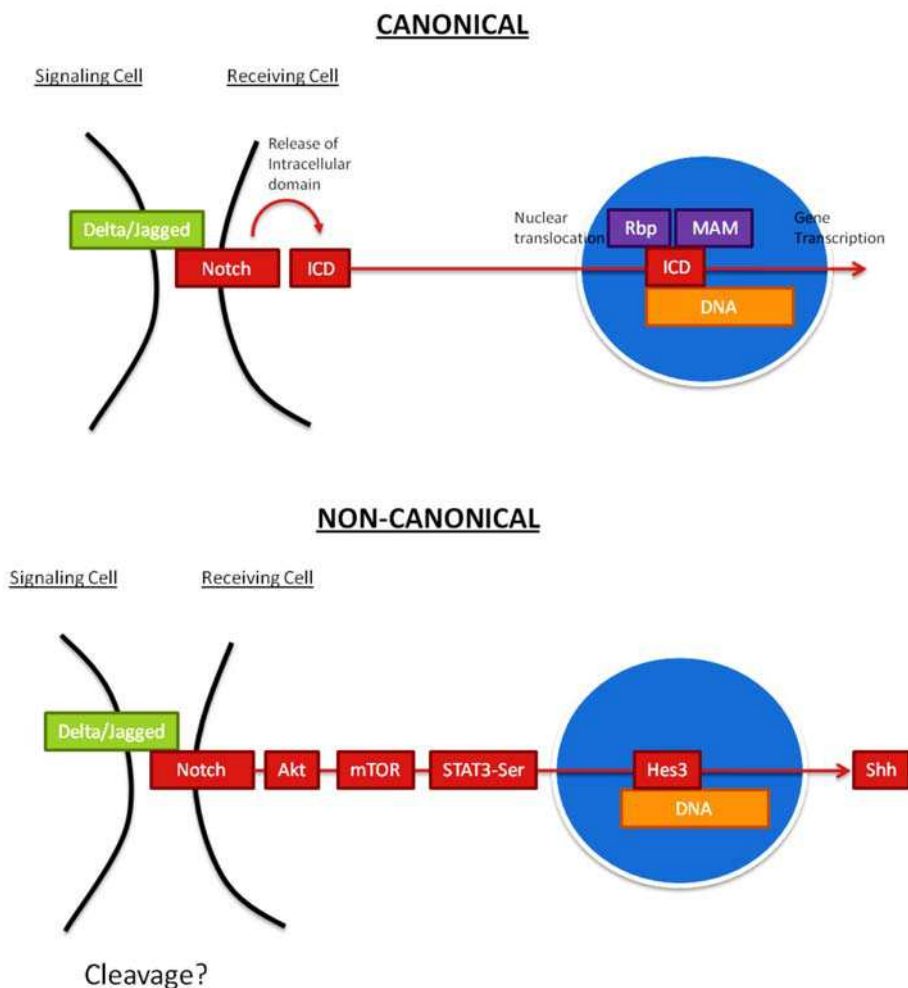 CANONICAL
Signaling Cell
Receiving Cell
Release of
Intracellular
domain
Delta/Jagged
Notch
ICD
Nuclear
translocation
Rbp
MAM
ICD
DNA
Gene
Transcription
NON-CANONICAL
Signaling Cell
Receiving Cell
Delta/Jagged
Notch
Akt
mTOR
STAT3-Ser
Hes3
DNA
Shh
Cleavage?